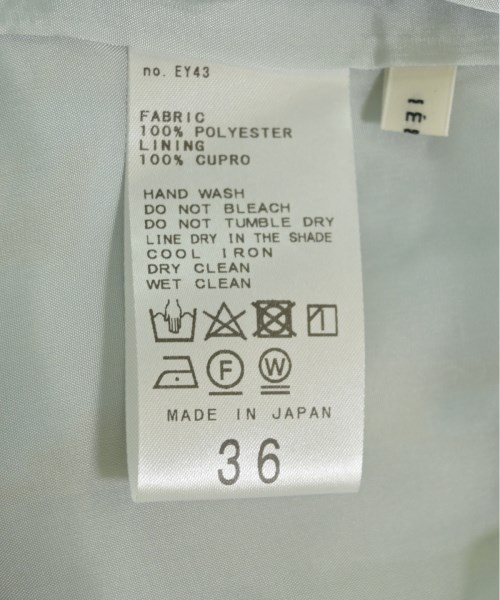 no. EY43
FABRIC
100% POLYESTER
LINING
100% CUPRO
HAND WASH
DO NOT BLEACH
DO NOT TUMBLE DRY
LINE DRY IN THE SHADE
COOL IRON
DRY CLEAN
WET CLEAN
F
W
MADE IN JAPAN
36